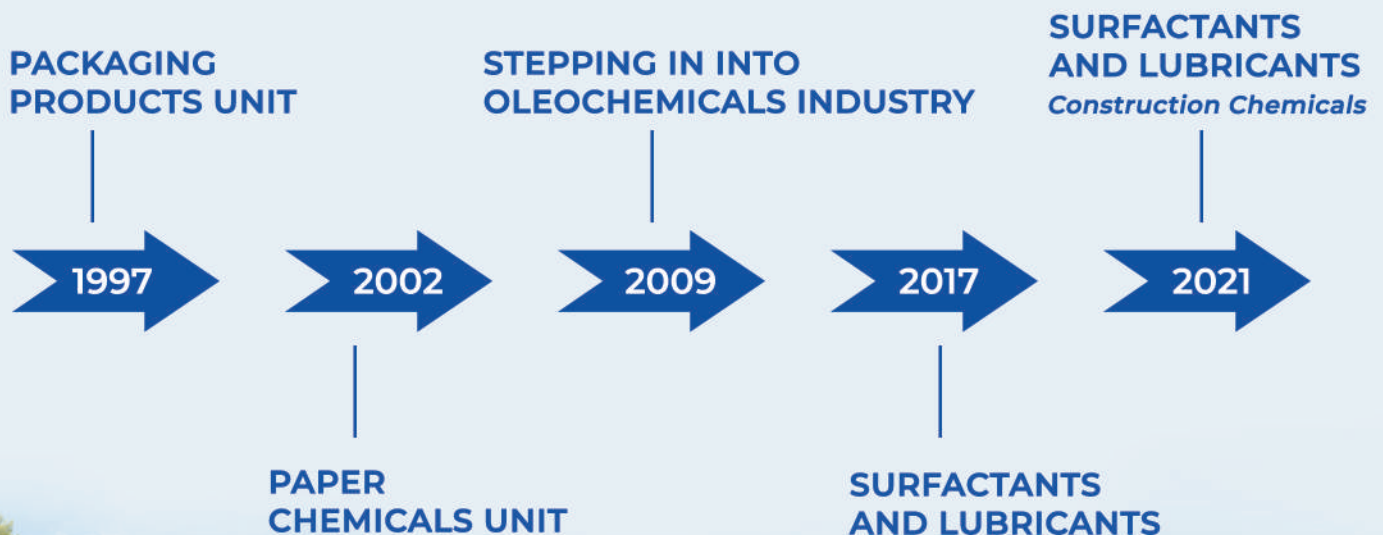 PACKAGING
PRODUCTS UNIT
STEPPING IN INTO
OLEOCHEMICALS INDUSTRY
SURFACTANTS
AND LUBRICANTS
Construction Chemicals
1997
2002
2009
2017
2021
PAPER
CHEMICALS UNIT
SURFACTANTS
AND LUBRICANTS